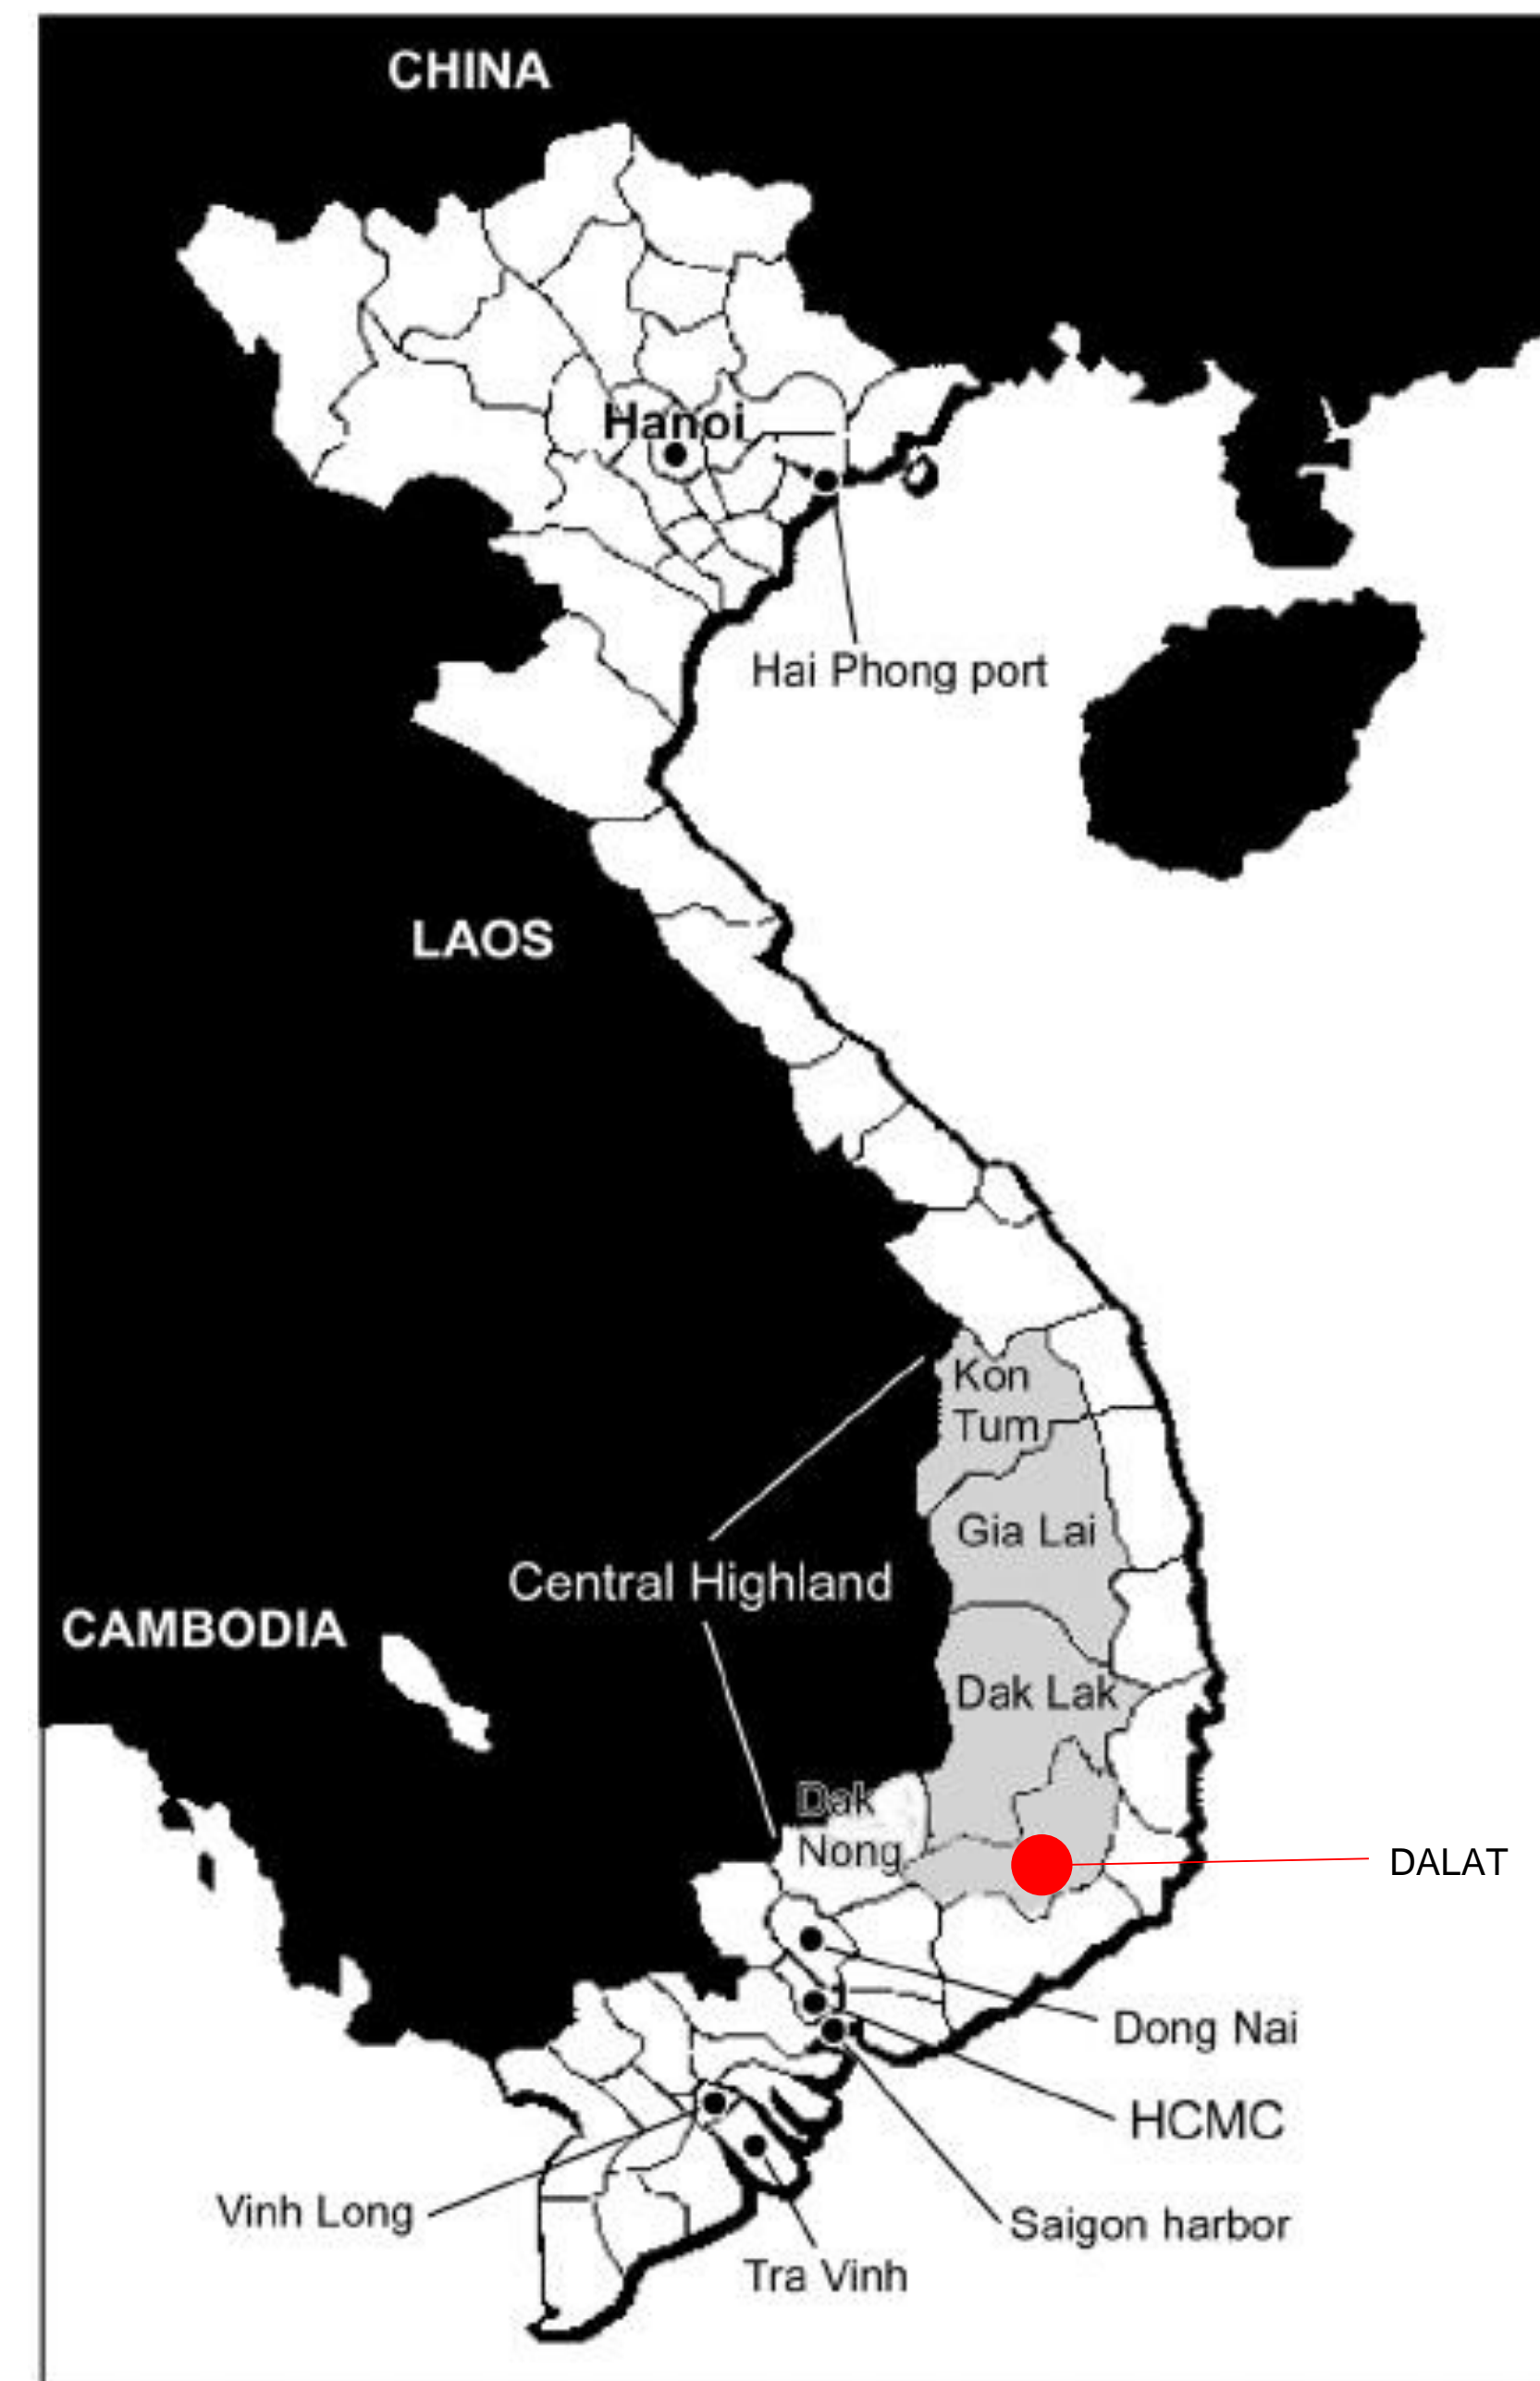 CHINA
Hanoi
Hai Phong port
LAOS
Kon
Tum
Gia Lai
Central Highland
CAMBODIA
Dak Lak
Dak
Nong
DALAT
Dong Nai
HCMC
Vinh Long
Saigon harbor
Tra Vinh